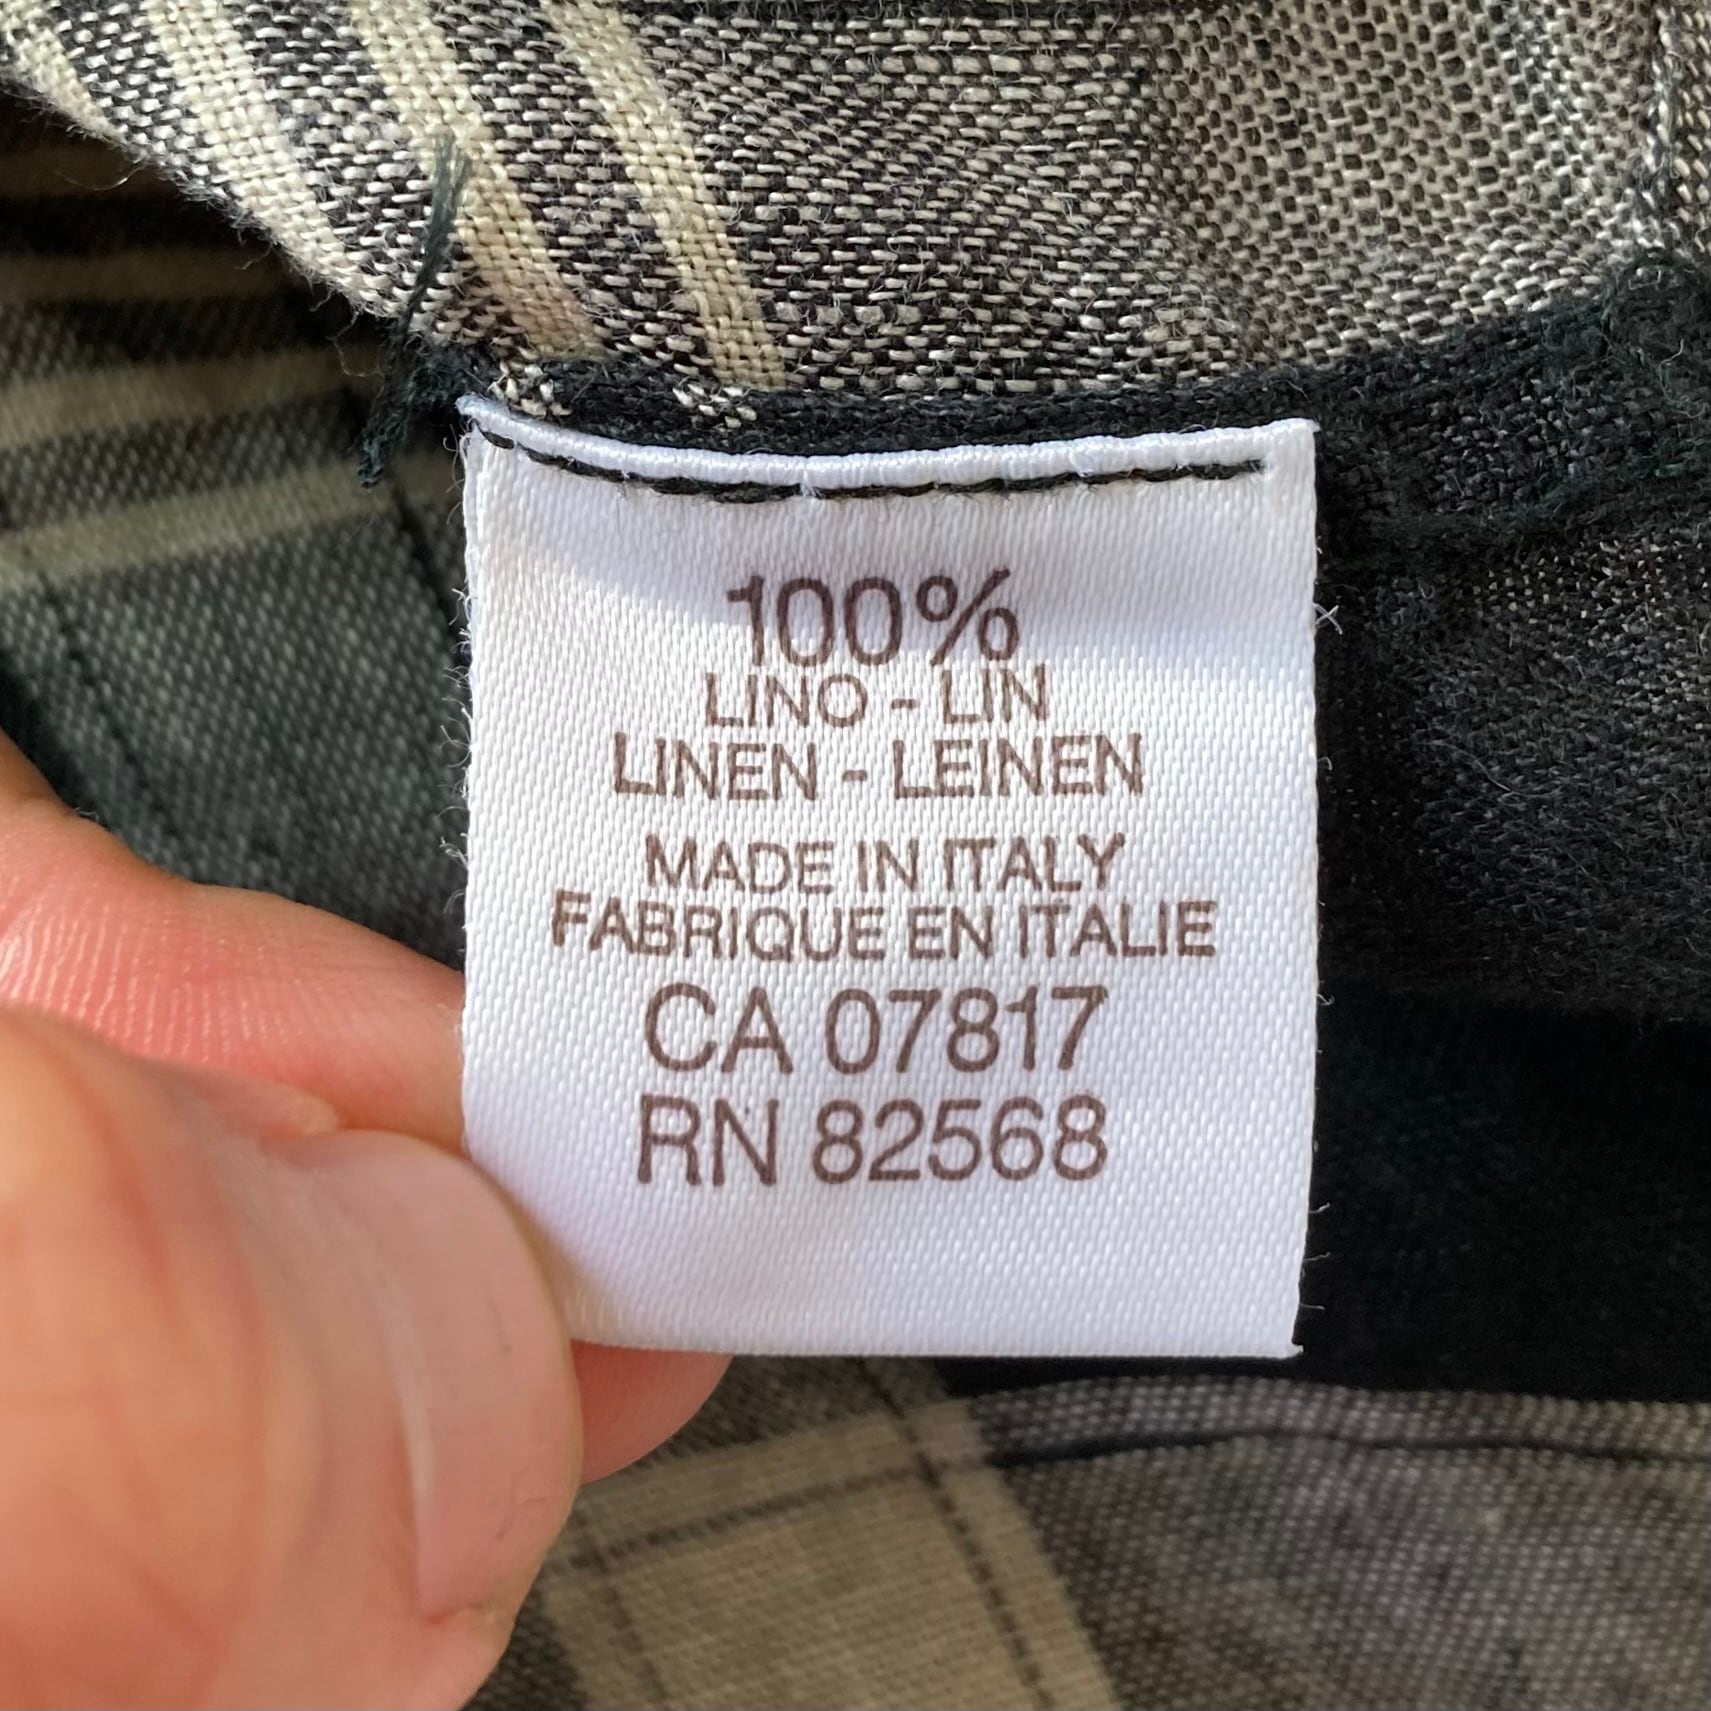 100%
LINO - LIN
LINEN - LEINEN
MADE IN ITALY
FABRIQUE EN ITALIE
CA 07817
RN 82568